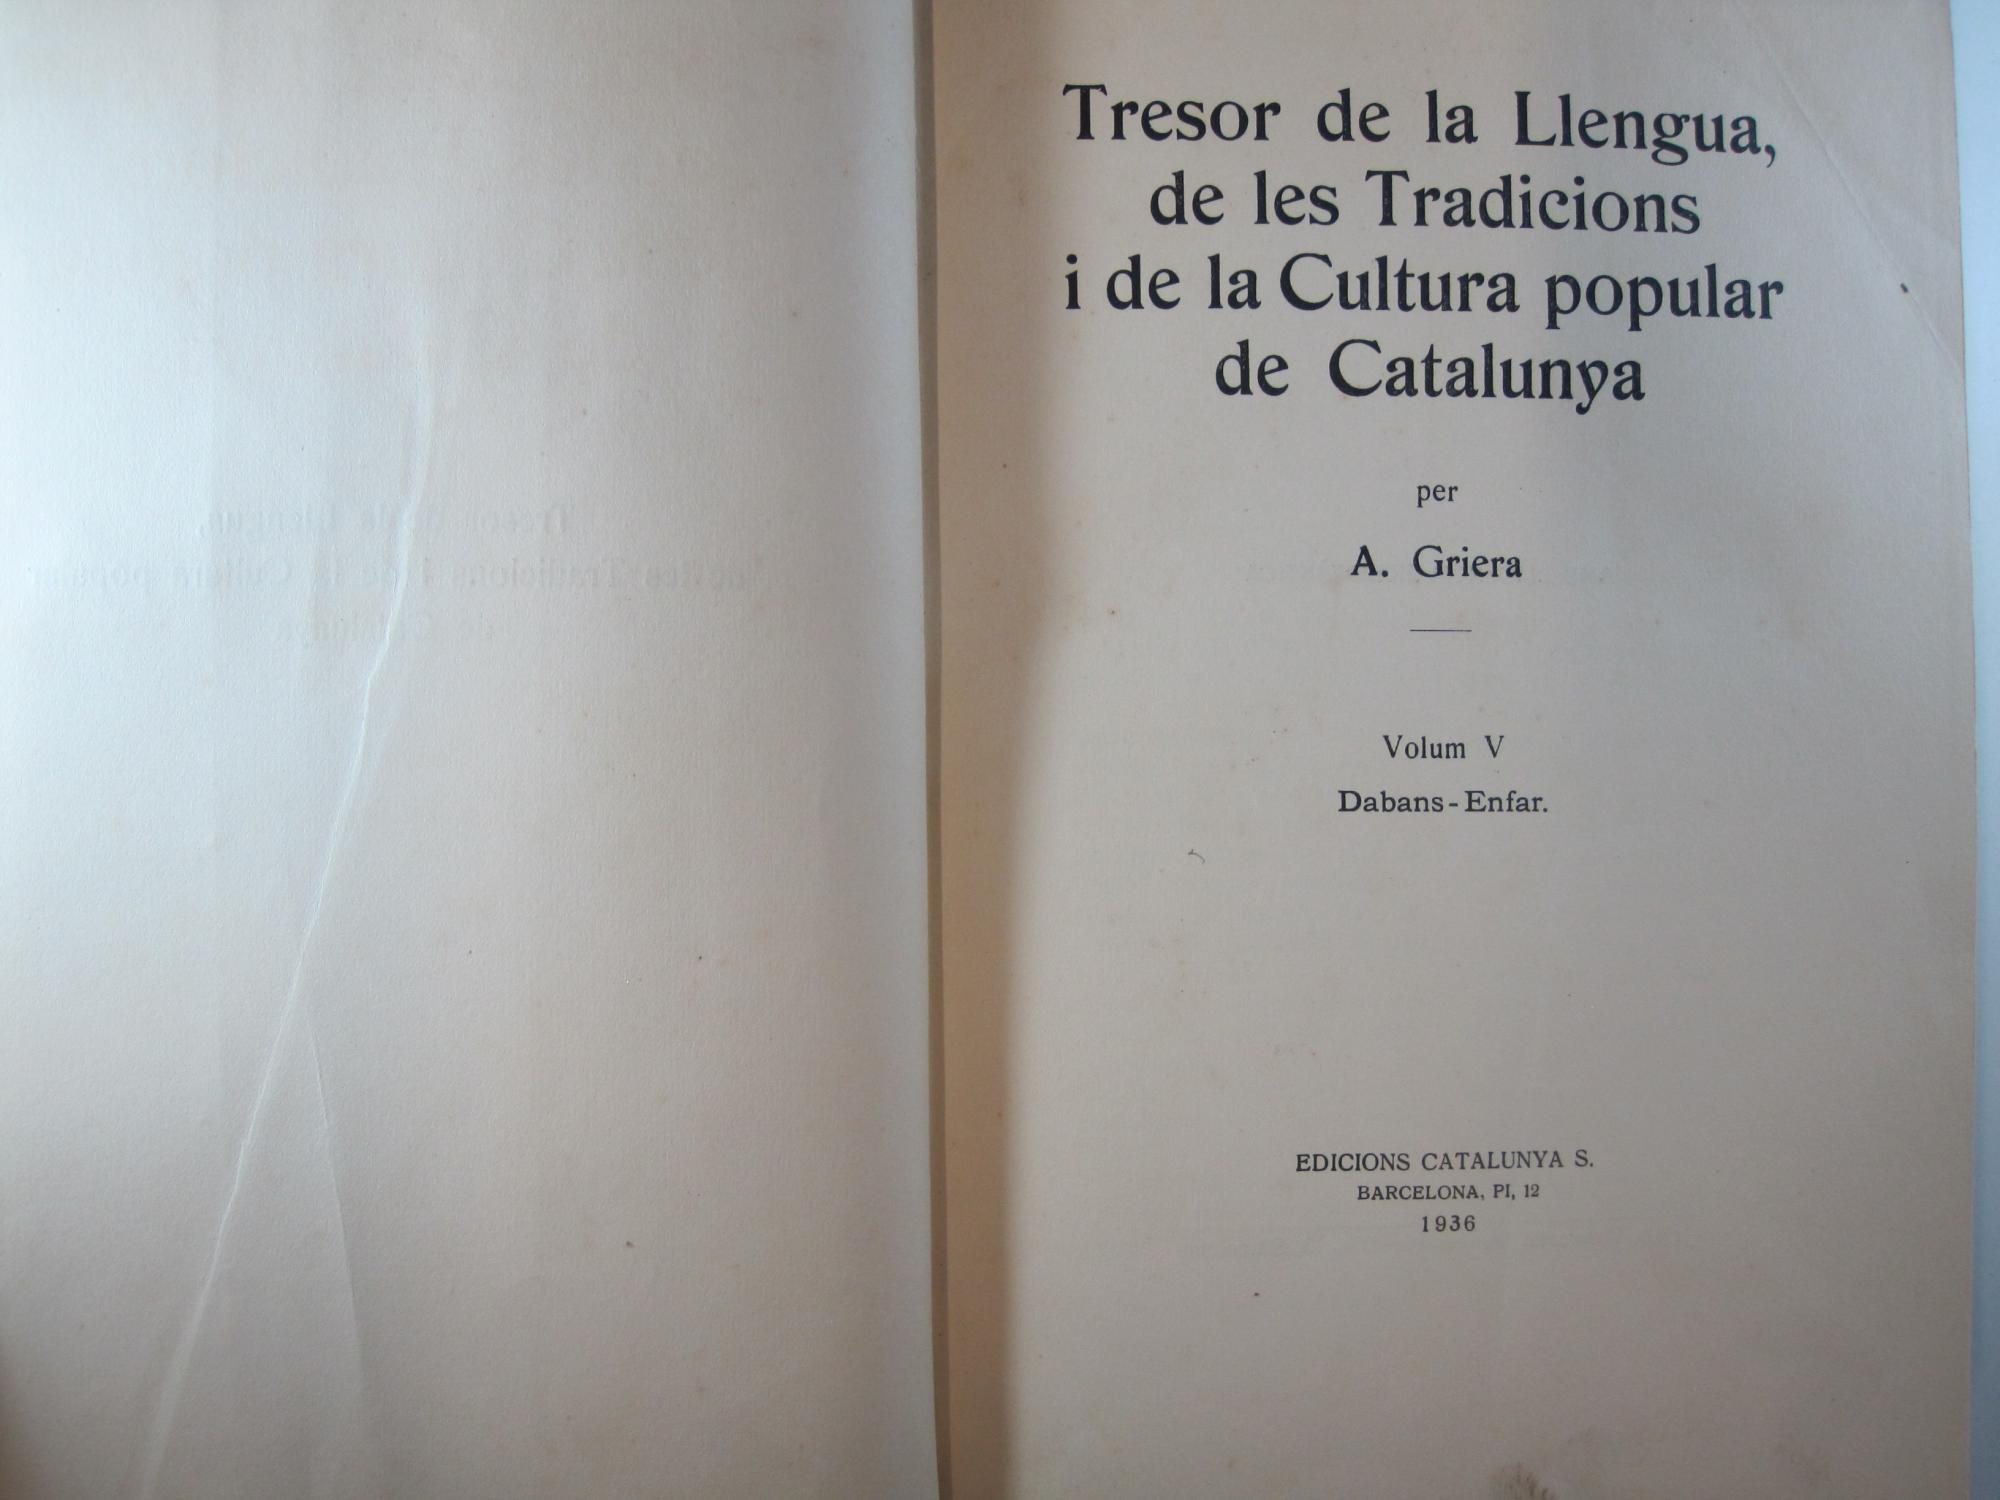 Tresor de la Llengua,
de les Tradicions
i de la Cultura popular
de Catalunya
per
A. Griera
Volum V
Dabans-Enfar.
EDICIONS CATALUNYA S.
BARCELONA, PI, 12
1936